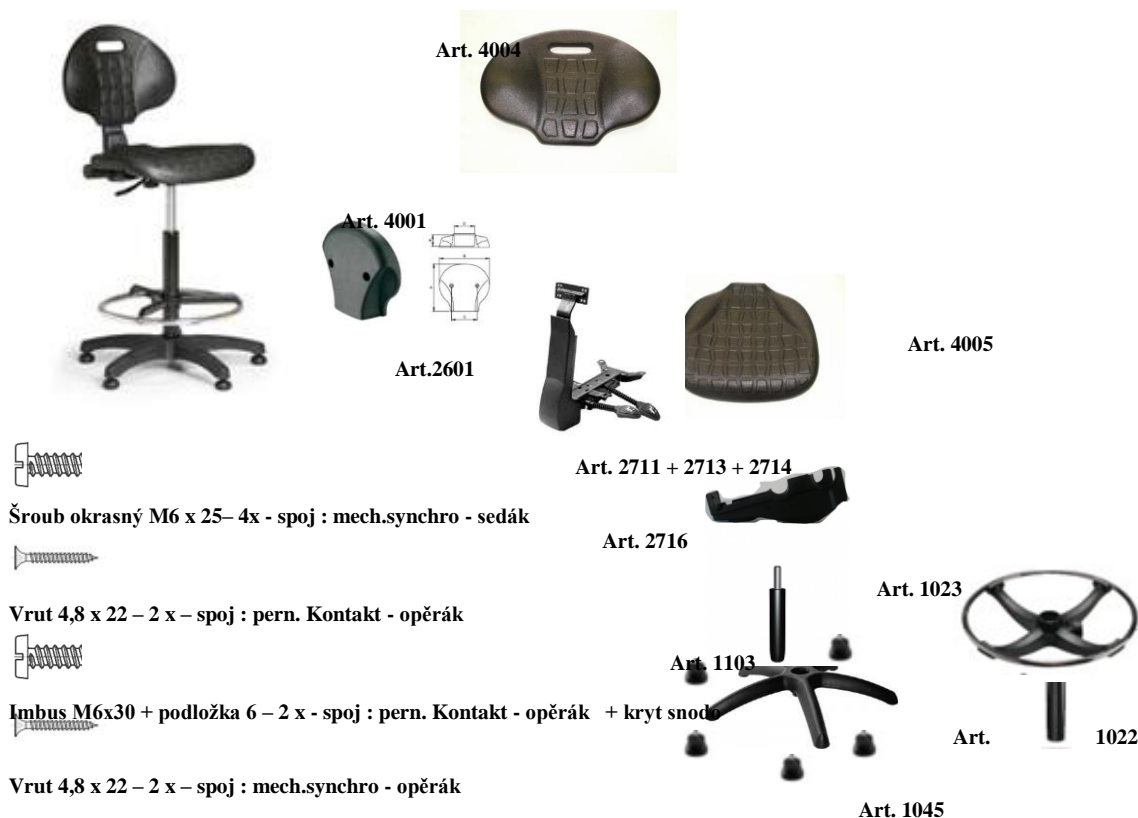 Art. 4004
Art. 4001
Art. 4005
Art.2601
Art. 2711 + 2713 + 2714
Šroub okrasný M6 x 25– 4x - spoj : mech.synchro - sedák
Art. 2716
Art. 1023
Vrut 4,8 x 22 – 2 x – spoj : pern. Kontakt - opěrák
Art. 1103
Imbus M6x30 + podložka 6 – 2 x - spoj : pern. Kontakt - opěrák + kryt snodo
Art. 1022
Vrut 4,8 x 22 – 2 x – spoj : mech.synchro - opěrák
Art. 1045